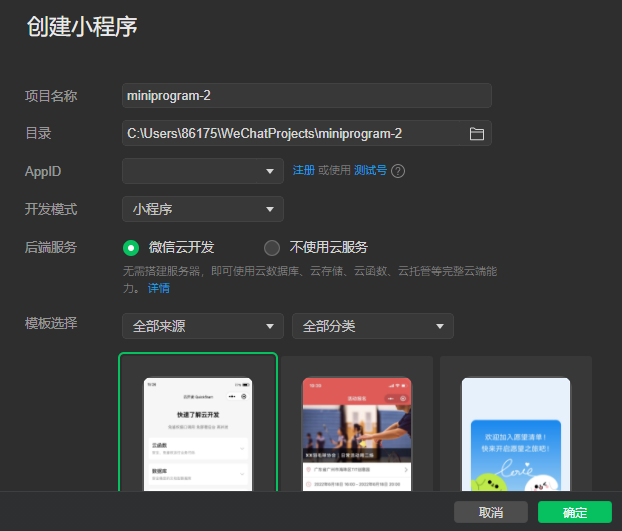 创建小程序
项目名称
miniprogram-2
目录
C:\Users\86175\WeChatProjects\miniprogram-2
AppID
注册 或使用 测试号 ?
开发模式
小程序
后端服务
微信云开发
不使用云服务
无需搭建服务器，即可使用云数据库、云存储、云函数、云托管等完整云端能
力。 详情
模板选择
全部来源
全部分类
快速了解云开发
云函数
数据库
欢迎加入愿望清单！
快来开启愿望之旅吧！
love
取消
确定